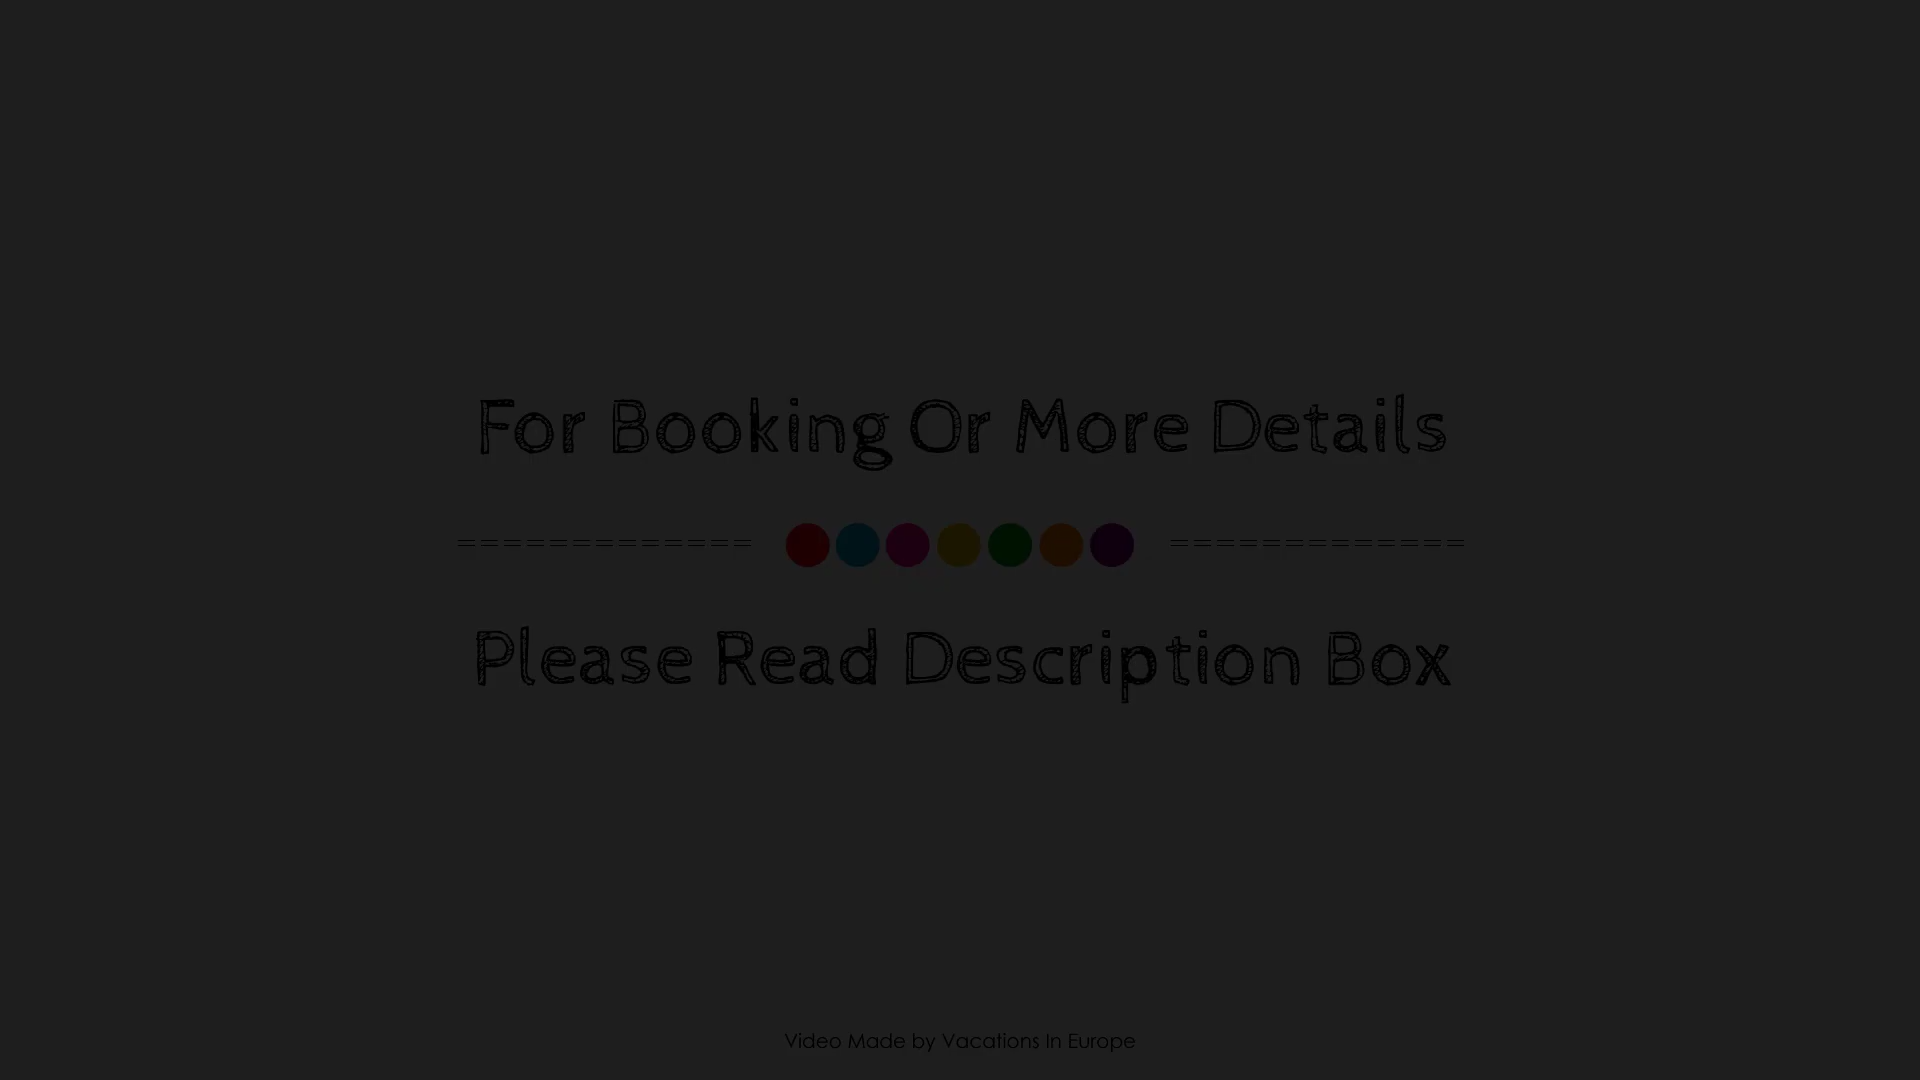 For Booking Or More Details
============= =============
Please Read Description Box
Video Made by Vacations In Europe